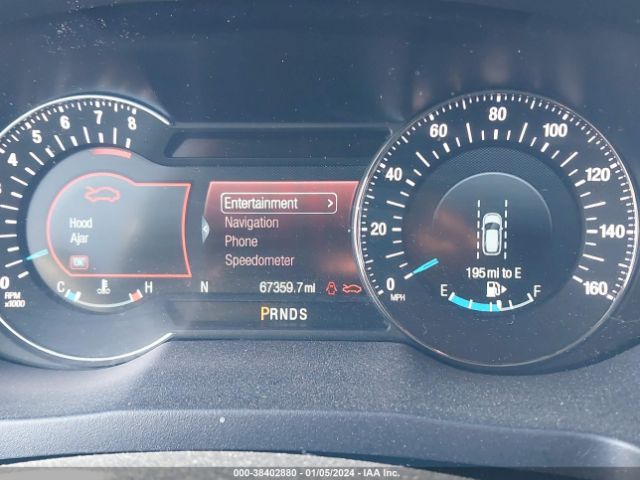 5 6 7 8
4
3
0
RPM
x1000
Hood
Ajar
OK
C H
Entertainment >
Navigation
Phone
Speedometer
N 67359.7 mi
PRNDS
0 20 40 60 80 100 120 140 160
MPH
195 mi to E
E F
000-38402880 - 01/05/2024 - IAA Inc.